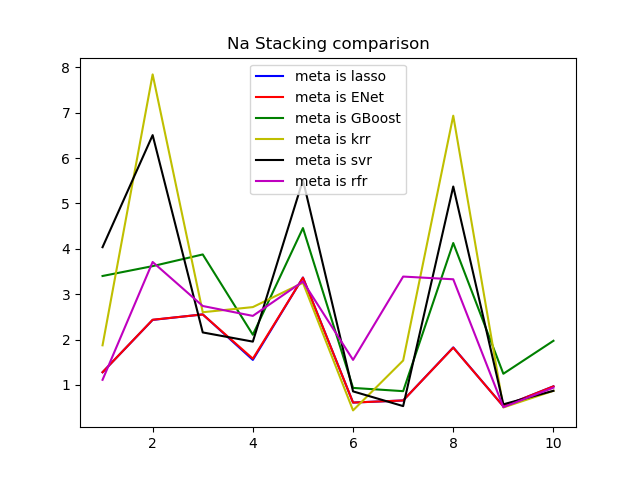 Na Stacking comparison
8
7
6
5
4
3
2
1
meta is lasso
meta is ENet
meta is GBoost
meta is krr
meta is svr
meta is rfr
2 4 6 8 10